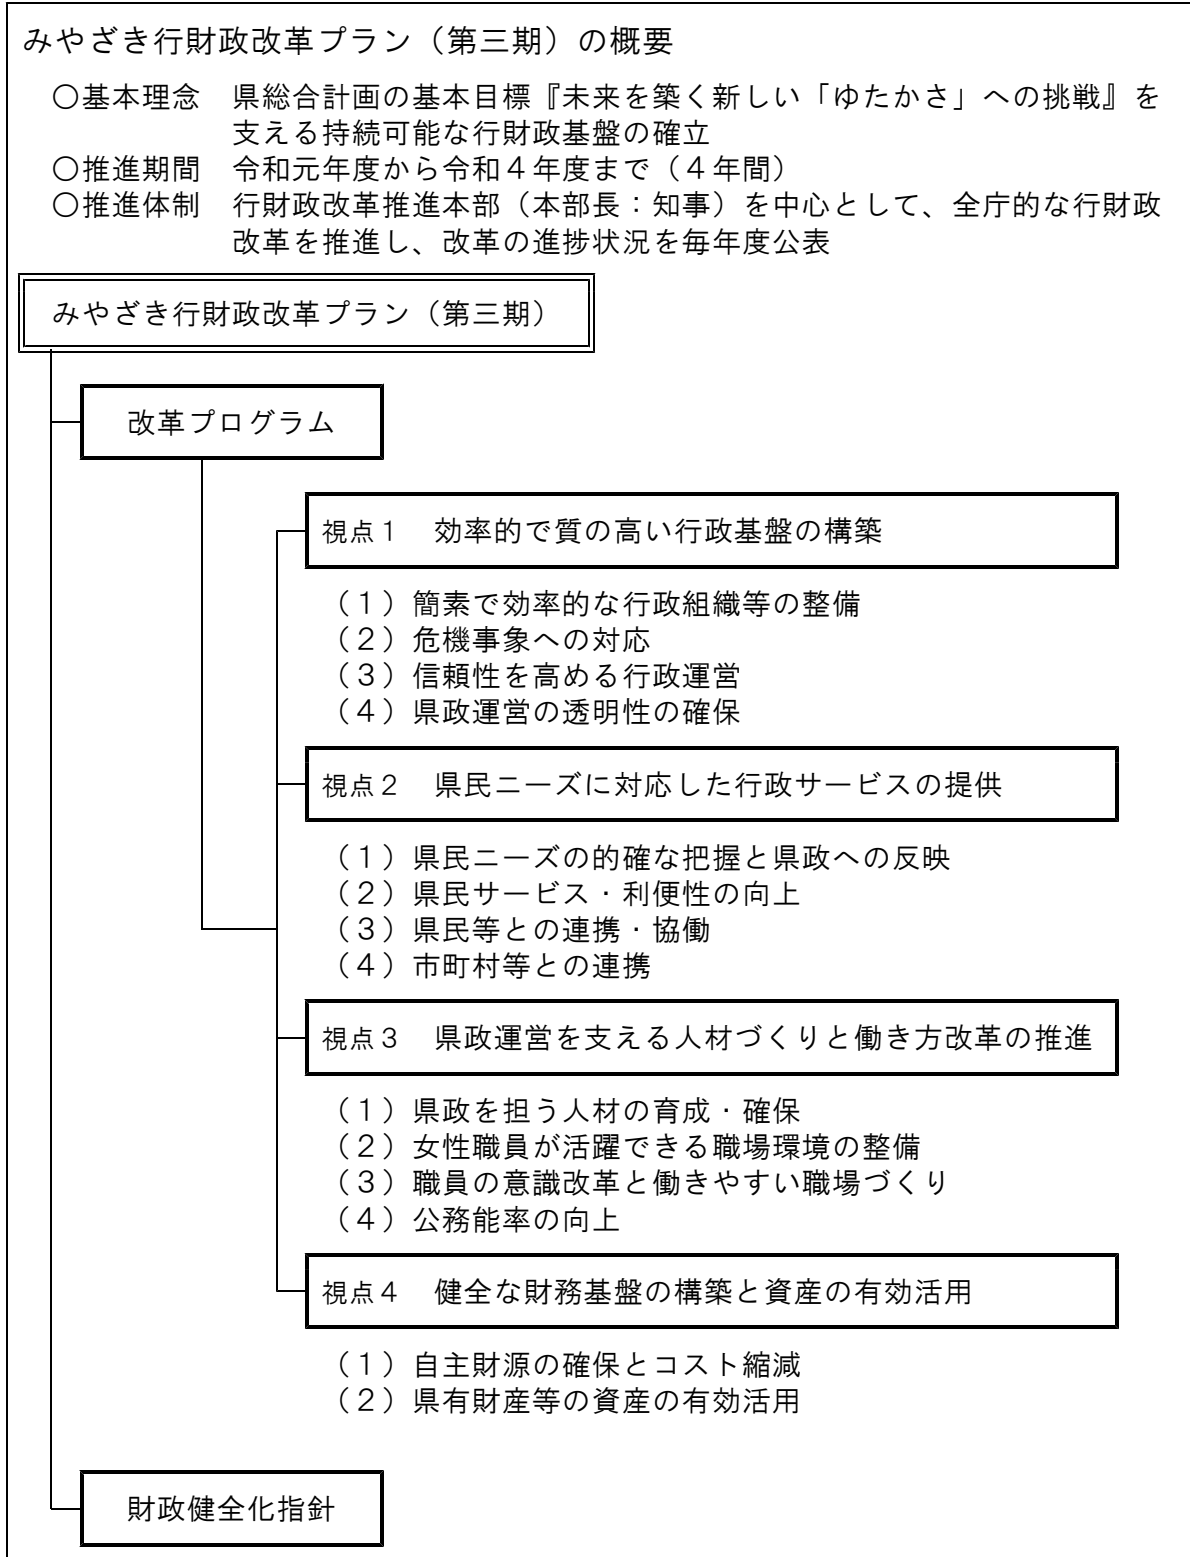 みやざき行財政改革プラン（第三期）の概要
〇基本理念　県総合計画の基本目標『未来を築く新しい「ゆたかさ」への挑戦』を
支える持続可能な行財政基盤の確立
〇推進期間　令和元年度から令和４年度まで（４年間）
〇推進体制　行財政改革推進本部（本部長：知事）を中心として、全庁的な行財政
改革を推進し、改革の進捗状況を毎年度公表
みやざき行財政改革プラン（第三期）
改革プログラム
視点１　効率的で質の高い行政基盤の構築
（１）簡素で効率的な行政組織等の整備
（２）危機事象への対応
（３）信頼性を高める行政運営
（４）県政運営の透明性の確保
視点２　県民ニーズに対応した行政サービスの提供
（１）県民ニーズの的確な把握と県政への反映
（２）県民サービス・利便性の向上
（３）県民等との連携・協働
（４）市町村等との連携
視点３　県政運営を支える人材づくりと働き方改革の推進
（１）県政を担う人材の育成・確保
（２）女性職員が活躍できる職場環境の整備
（３）職員の意識改革と働きやすい職場づくり
（４）公務能率の向上
視点４　健全な財務基盤の構築と資産の有効活用
（１）自主財源の確保とコスト縮減
（２）県有財産等の資産の有効活用
財政健全化指針